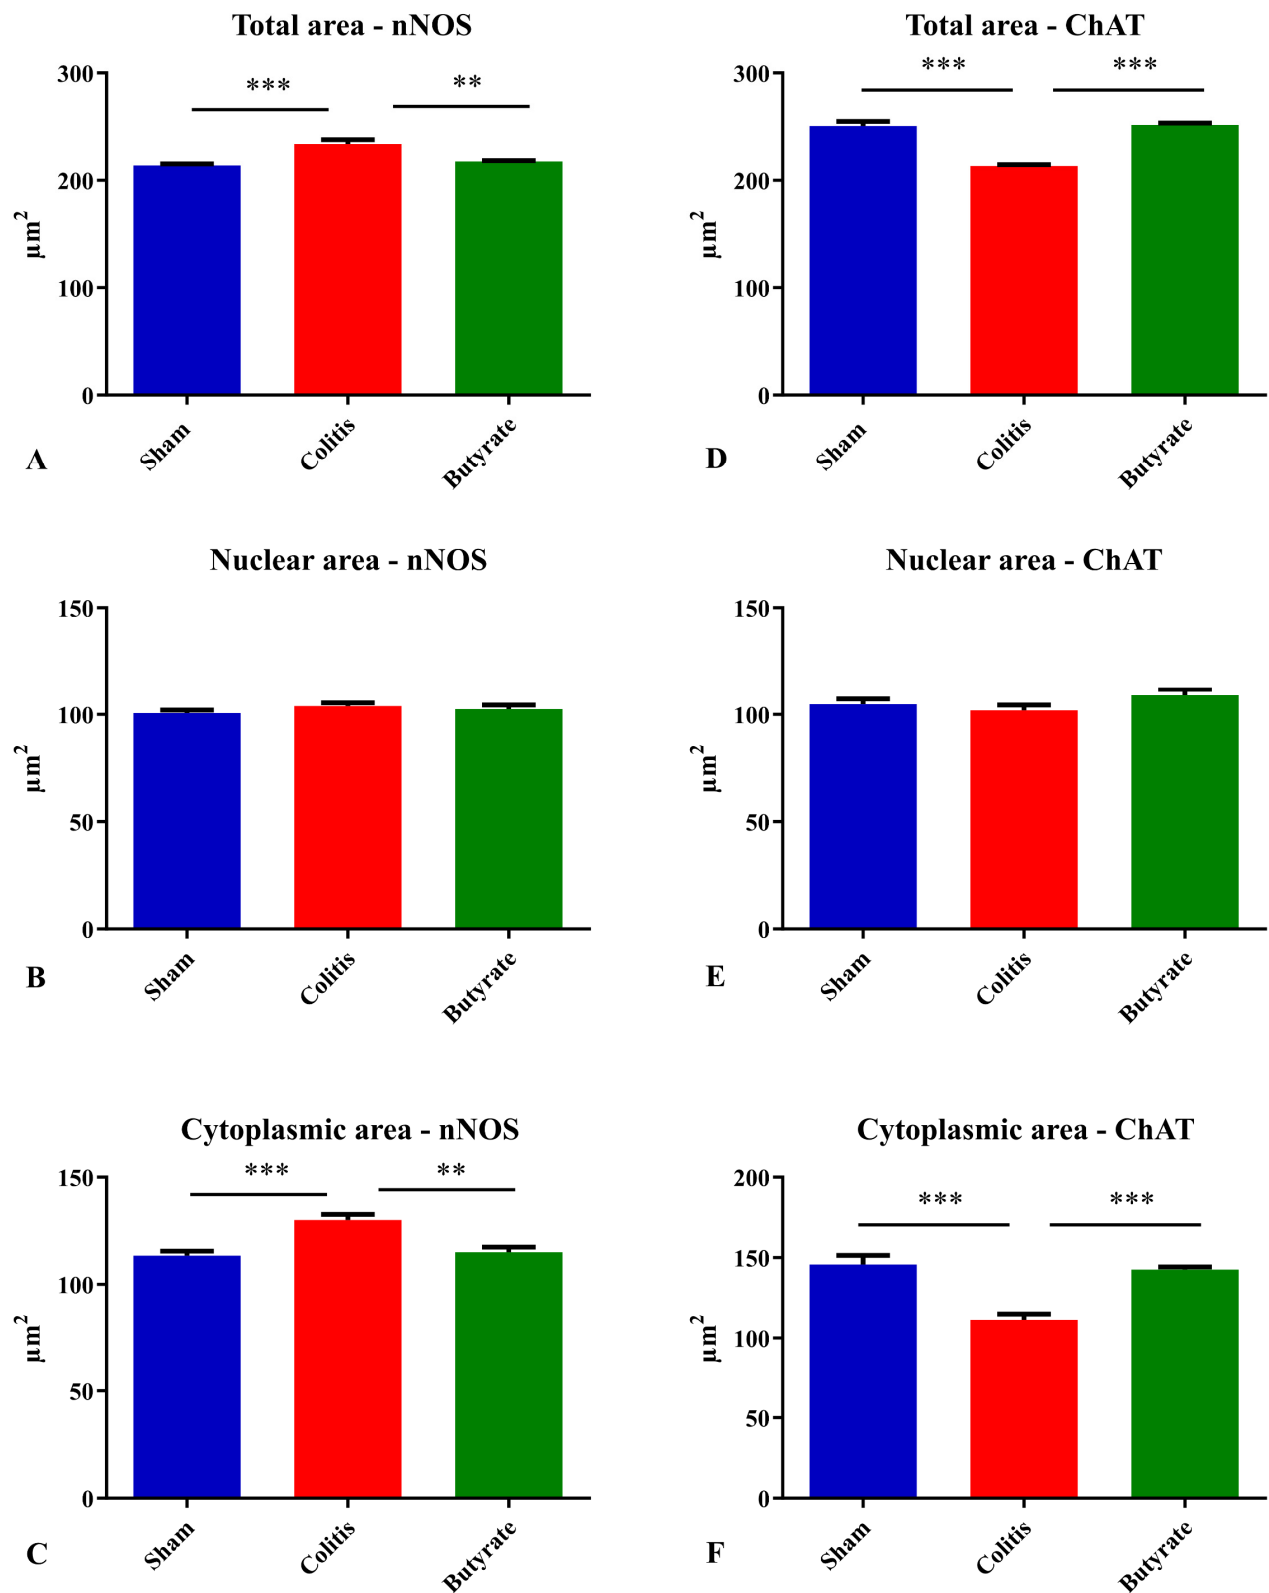 Total area - nNOS
300
200
100
0
μm²
***
**
Sham
Colitis
Butyrate
A
Total area - ChAT
300
200
100
0
μm²
***
***
Sham
Colitis
Butyrate
D
Nuclear area - nNOS
150
100
50
0
μm²
Sham
Colitis
Butyrate
B
Nuclear area - ChAT
150
100
50
0
μm²
Sham
Colitis
Butyrate
E
Cytoplasmic area - nNOS
150
100
50
0
μm²
***
**
Sham
Colitis
Butyrate
C
Cytoplasmic area - ChAT
200
150
100
50
0
μm²
***
***
Sham
Colitis
Butyrate
F